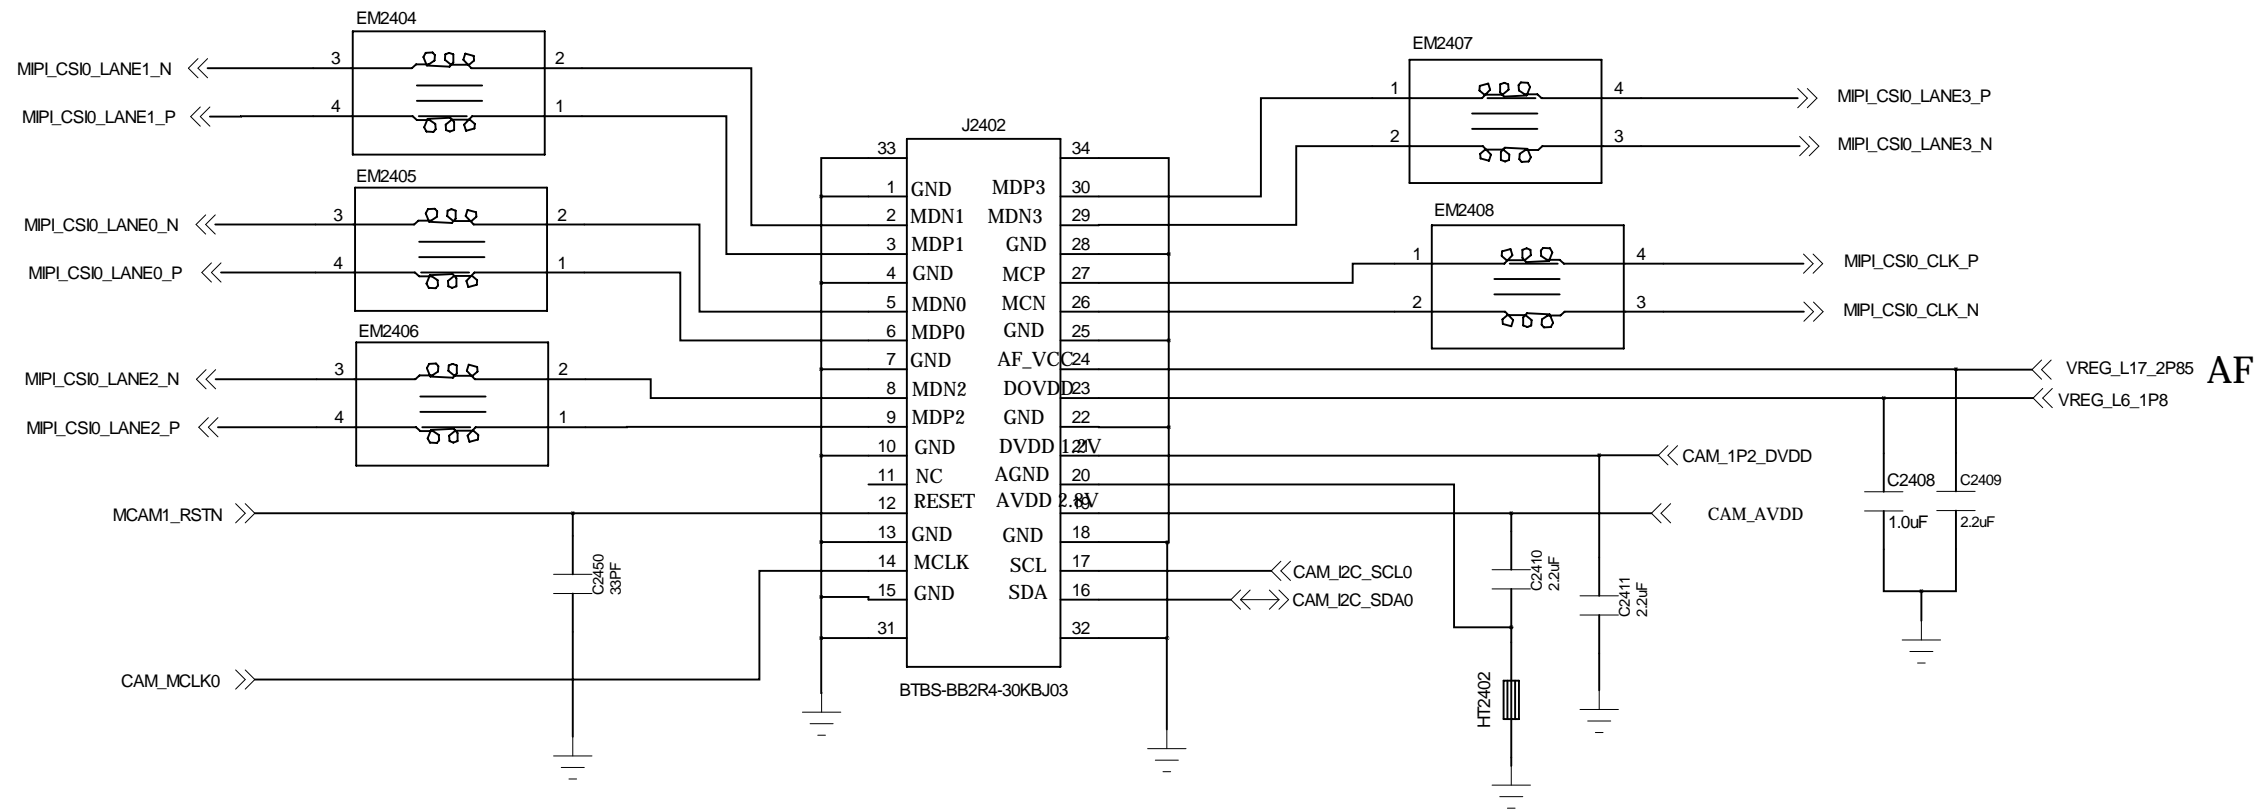 EM2404
MIPI_CSI0_LANE1_N
3
2
MIPI_CSI0_LANE1_P
4
1
EM2405
MIPI_CSI0_LANE0_N
3
2
MIPI_CSI0_LANE0_P
4
1
EM2406
MIPI_CSI0_LANE2_N
3
2
MIPI_CSI0_LANE2_P
4
1
MCAM1_RSTN
C2450
33PF
CAM_MCLK0
J2402
33
34
1 GND MDP3 30
2 MDN1 MDN3 29
3 MDP1 GND 28
4 GND MCP 27
5 MDN0 MCN 26
6 MDP0 GND 25
7 GND AF_VCC 24
8 MDN2 DOVDD 23
9 MDP2 GND 22
10 GND DVDD 1.2V 21
11 NC AGND 20
12 RESET AVDD 2.8V 19
13 GND GND 18
14 MCLK SCL 17
15 GND SDA 16
31
32
BTBS-BB2R4-30KBJ03
EM2407
1
4
MIPI_CSI0_LANE3_P
2
3
MIPI_CSI0_LANE3_N
EM2408
1
4
MIPI_CSI0_CLK_P
2
3
MIPI_CSI0_CLK_N
VREG_L17_2P85 AF
VREG_L6_1P8
CAM_1P2_DVDD
CAM_AVDD
C2408
1.0uF
C2409
2.2uF
C2410
2.2uF
C2411
2.2uF
CAM_I2C_SCL0
CAM_I2C_SDA0
HT2402